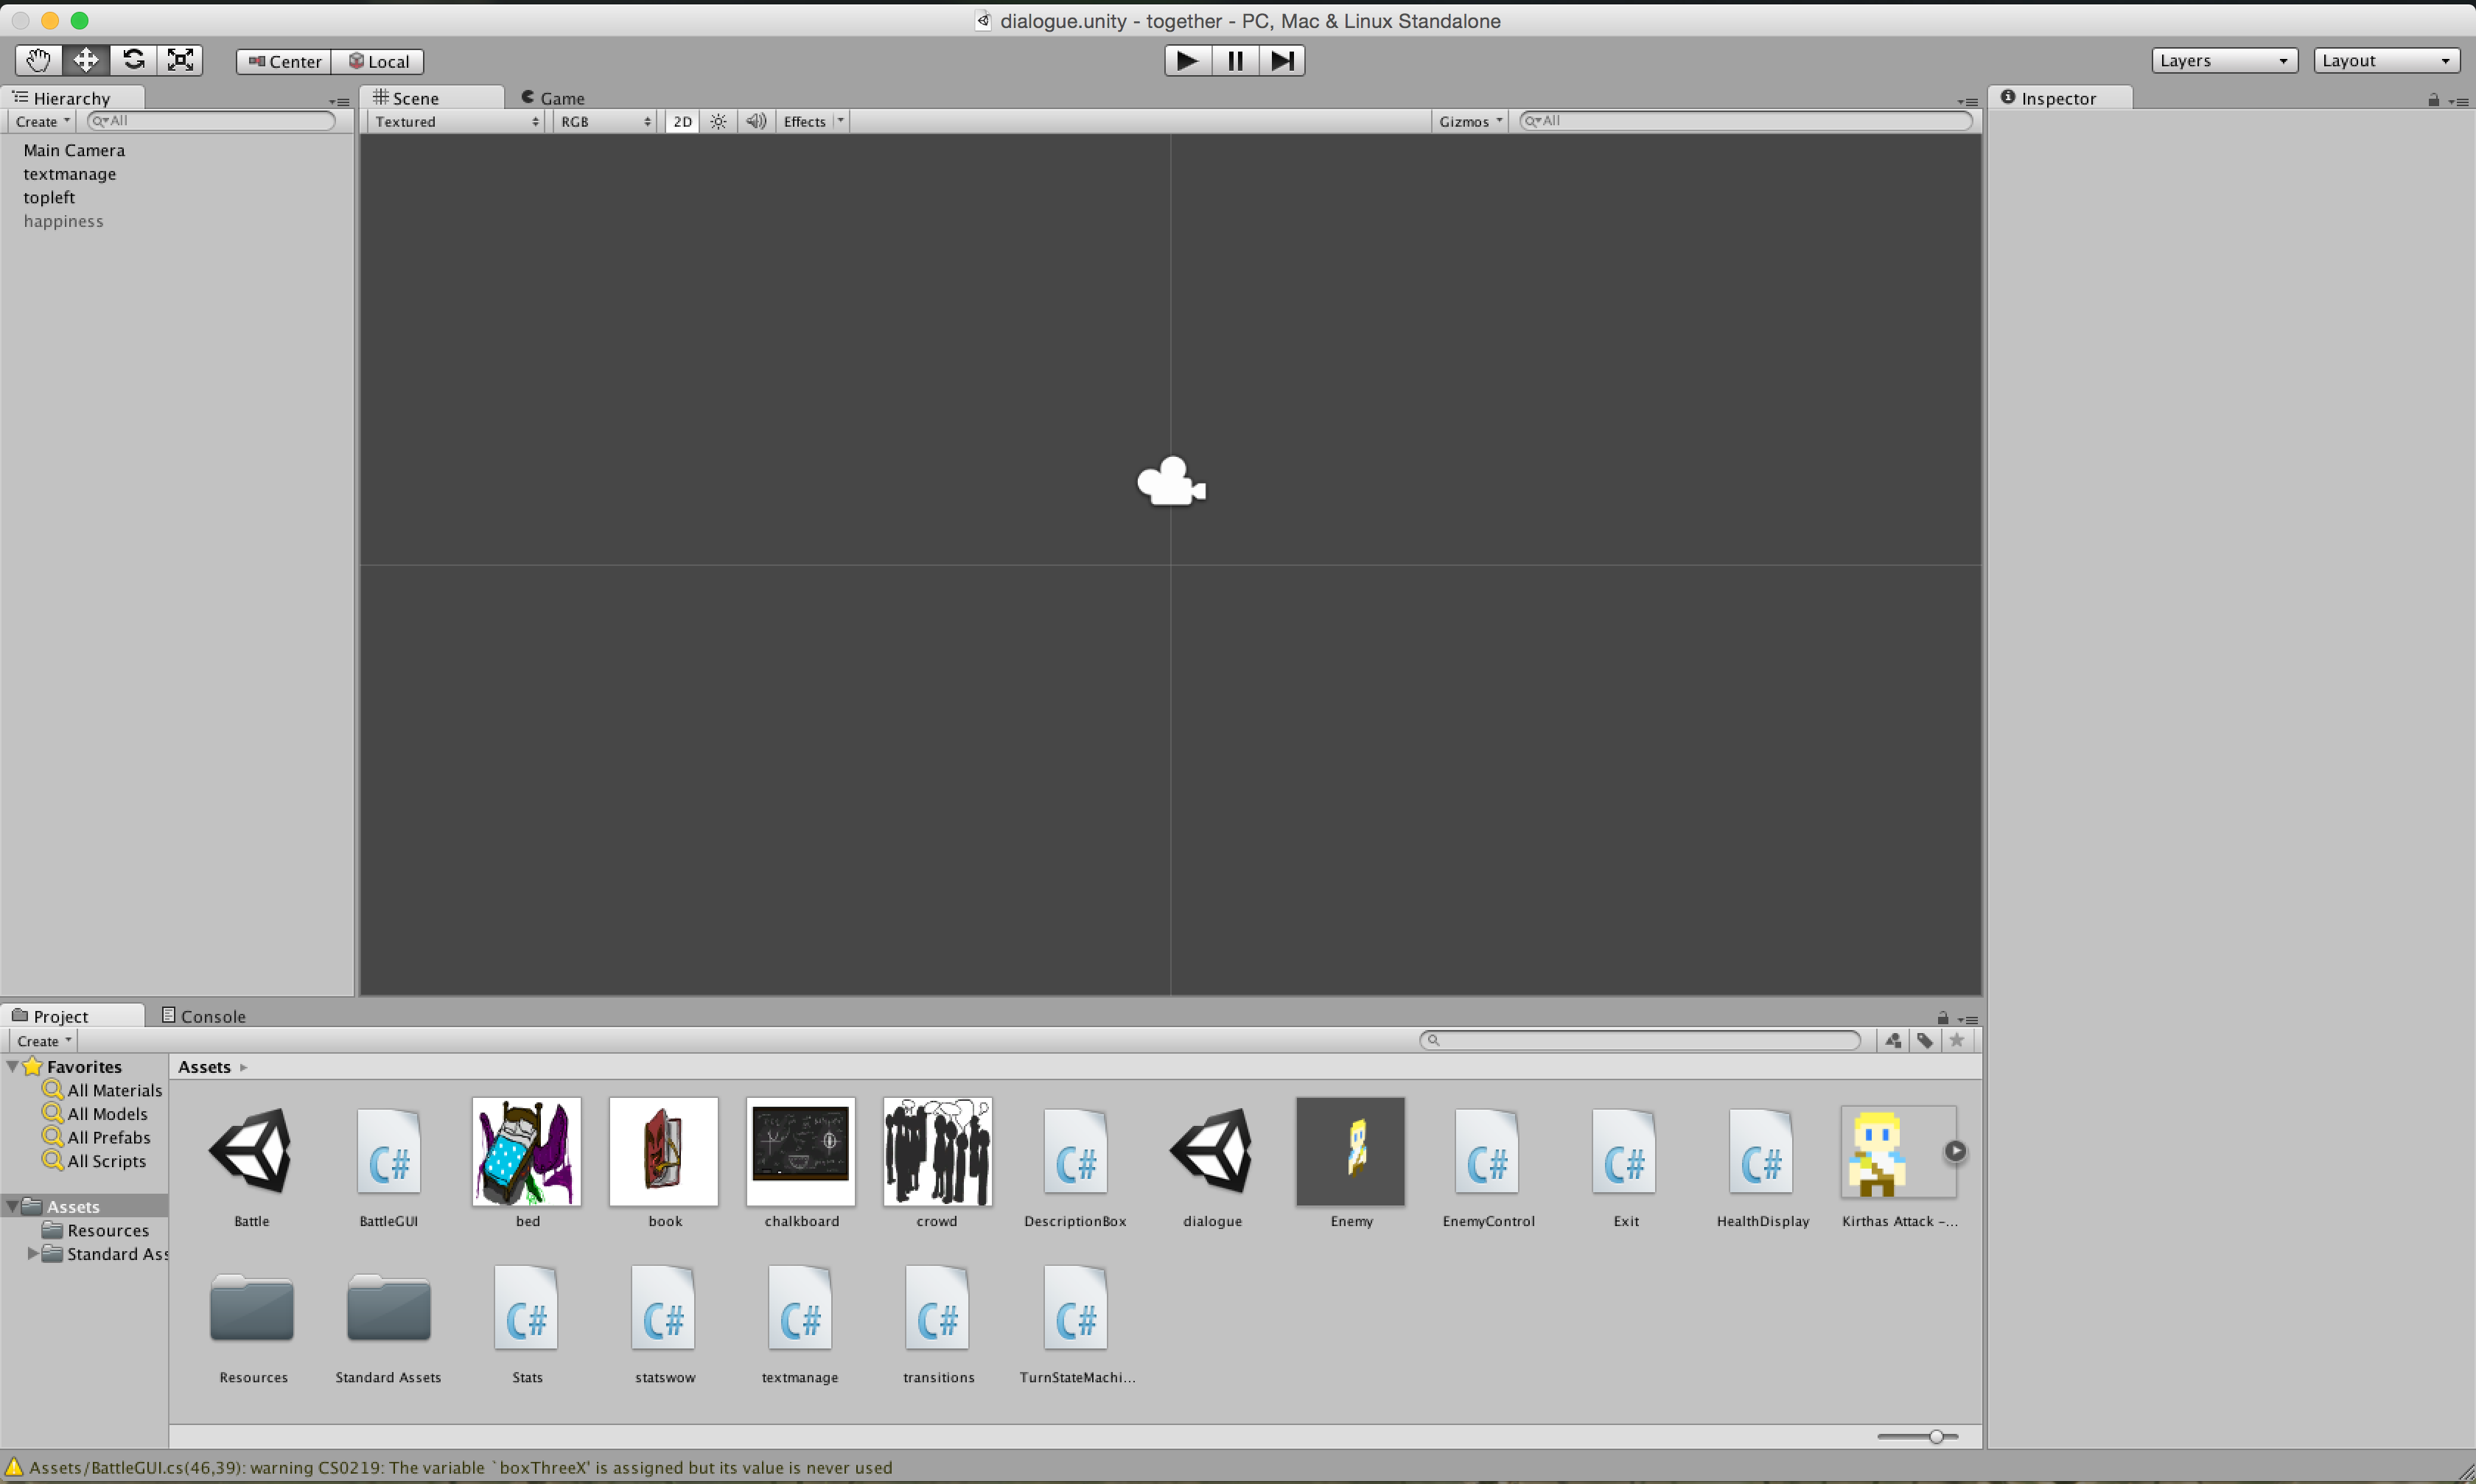 dialogue.unity - together - PC, Mac & Linux Standalone
Center Local Layers Layout
Hierarchy
Create All
Main Camera
textmanage
topleft
happiness
Scene Game
Textured RGB 2D Effects Gizmos All
Inspector
Project Console
Create
Favorites
All Materials
All Models
All Prefabs
All Scripts
Assets
Resources
Standard Ass
Assets
Battle BattleGUI bed book chalkboard crowd DescriptionBox dialogue Enemy EnemyControl Exit HealthDisplay Kirthas Attack -...
C# C# C# C# C#
Resources Standard Assets Stats statswow textmanage transitions TurnStateMachi...
C# C# C# C# C#
Assets/BattleGUI.cs(46,39): warning CS0219: The variable `boxThreeX' is assigned but its value is never used